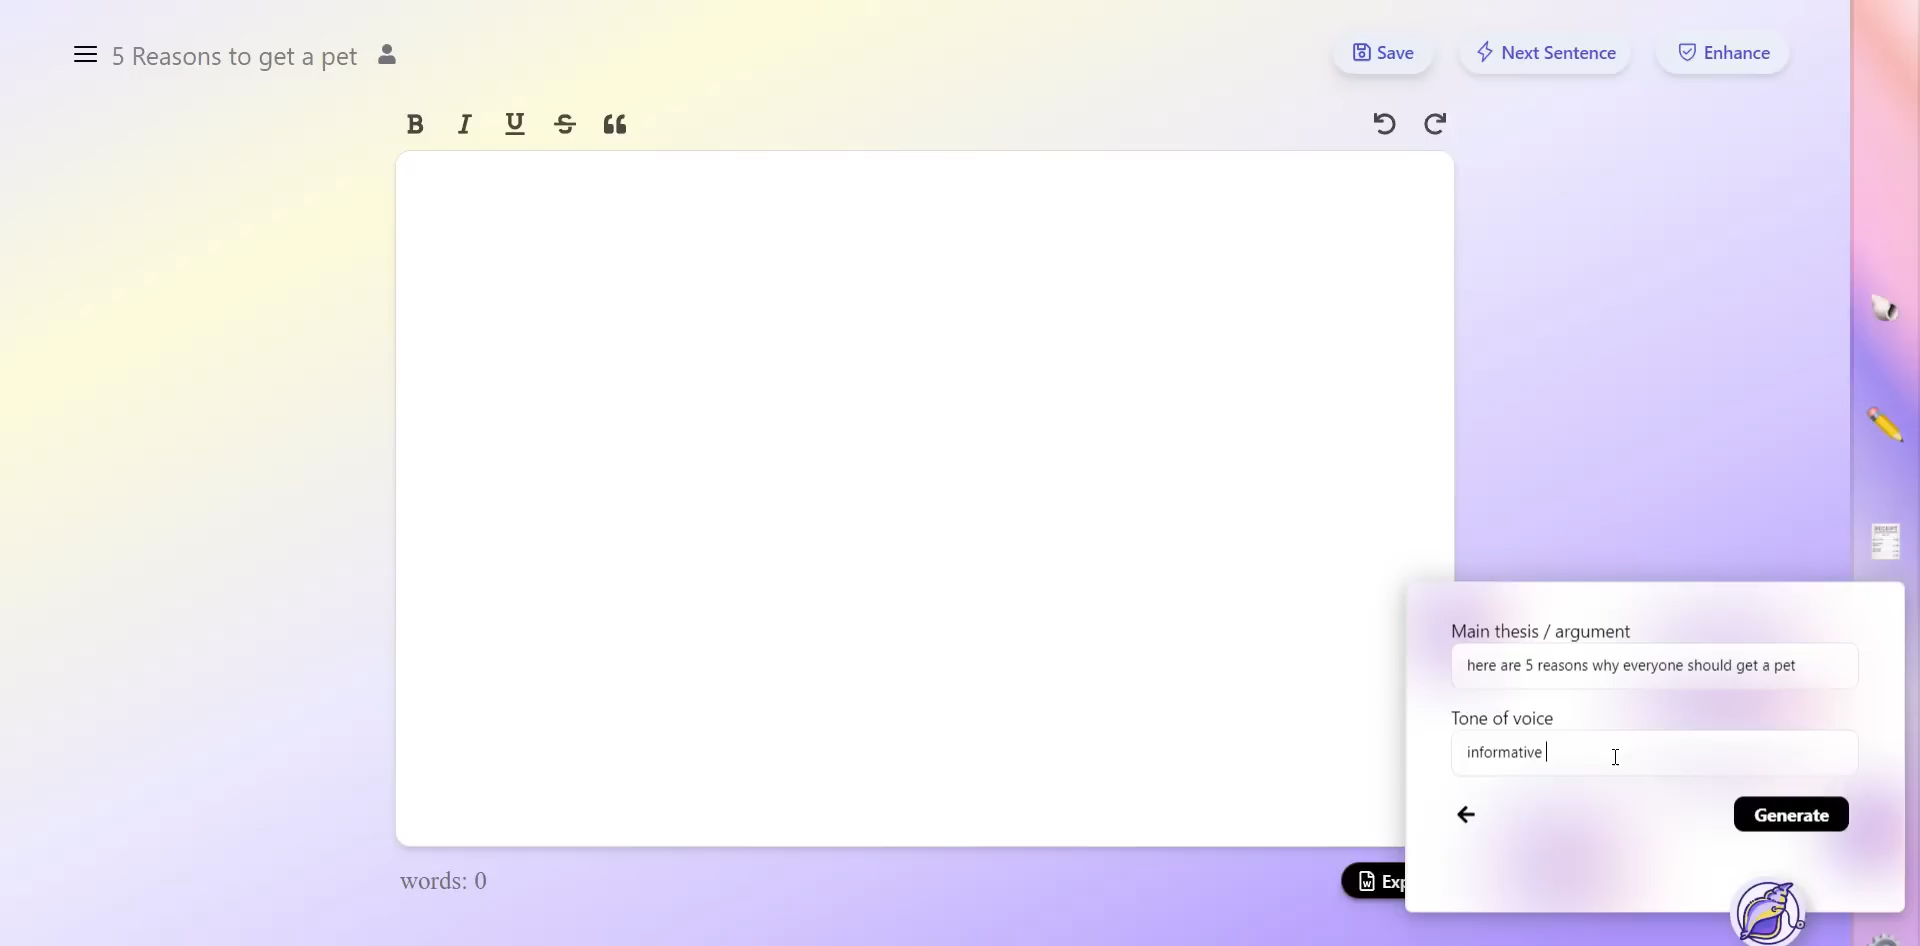 5 Reasons to get a pet
Save
Next Sentence
Enhance
B I U S
Main thesis / argument
here are 5 reasons why everyone should get a pet
Tone of voice
informative
Generate
words: 0
Exp